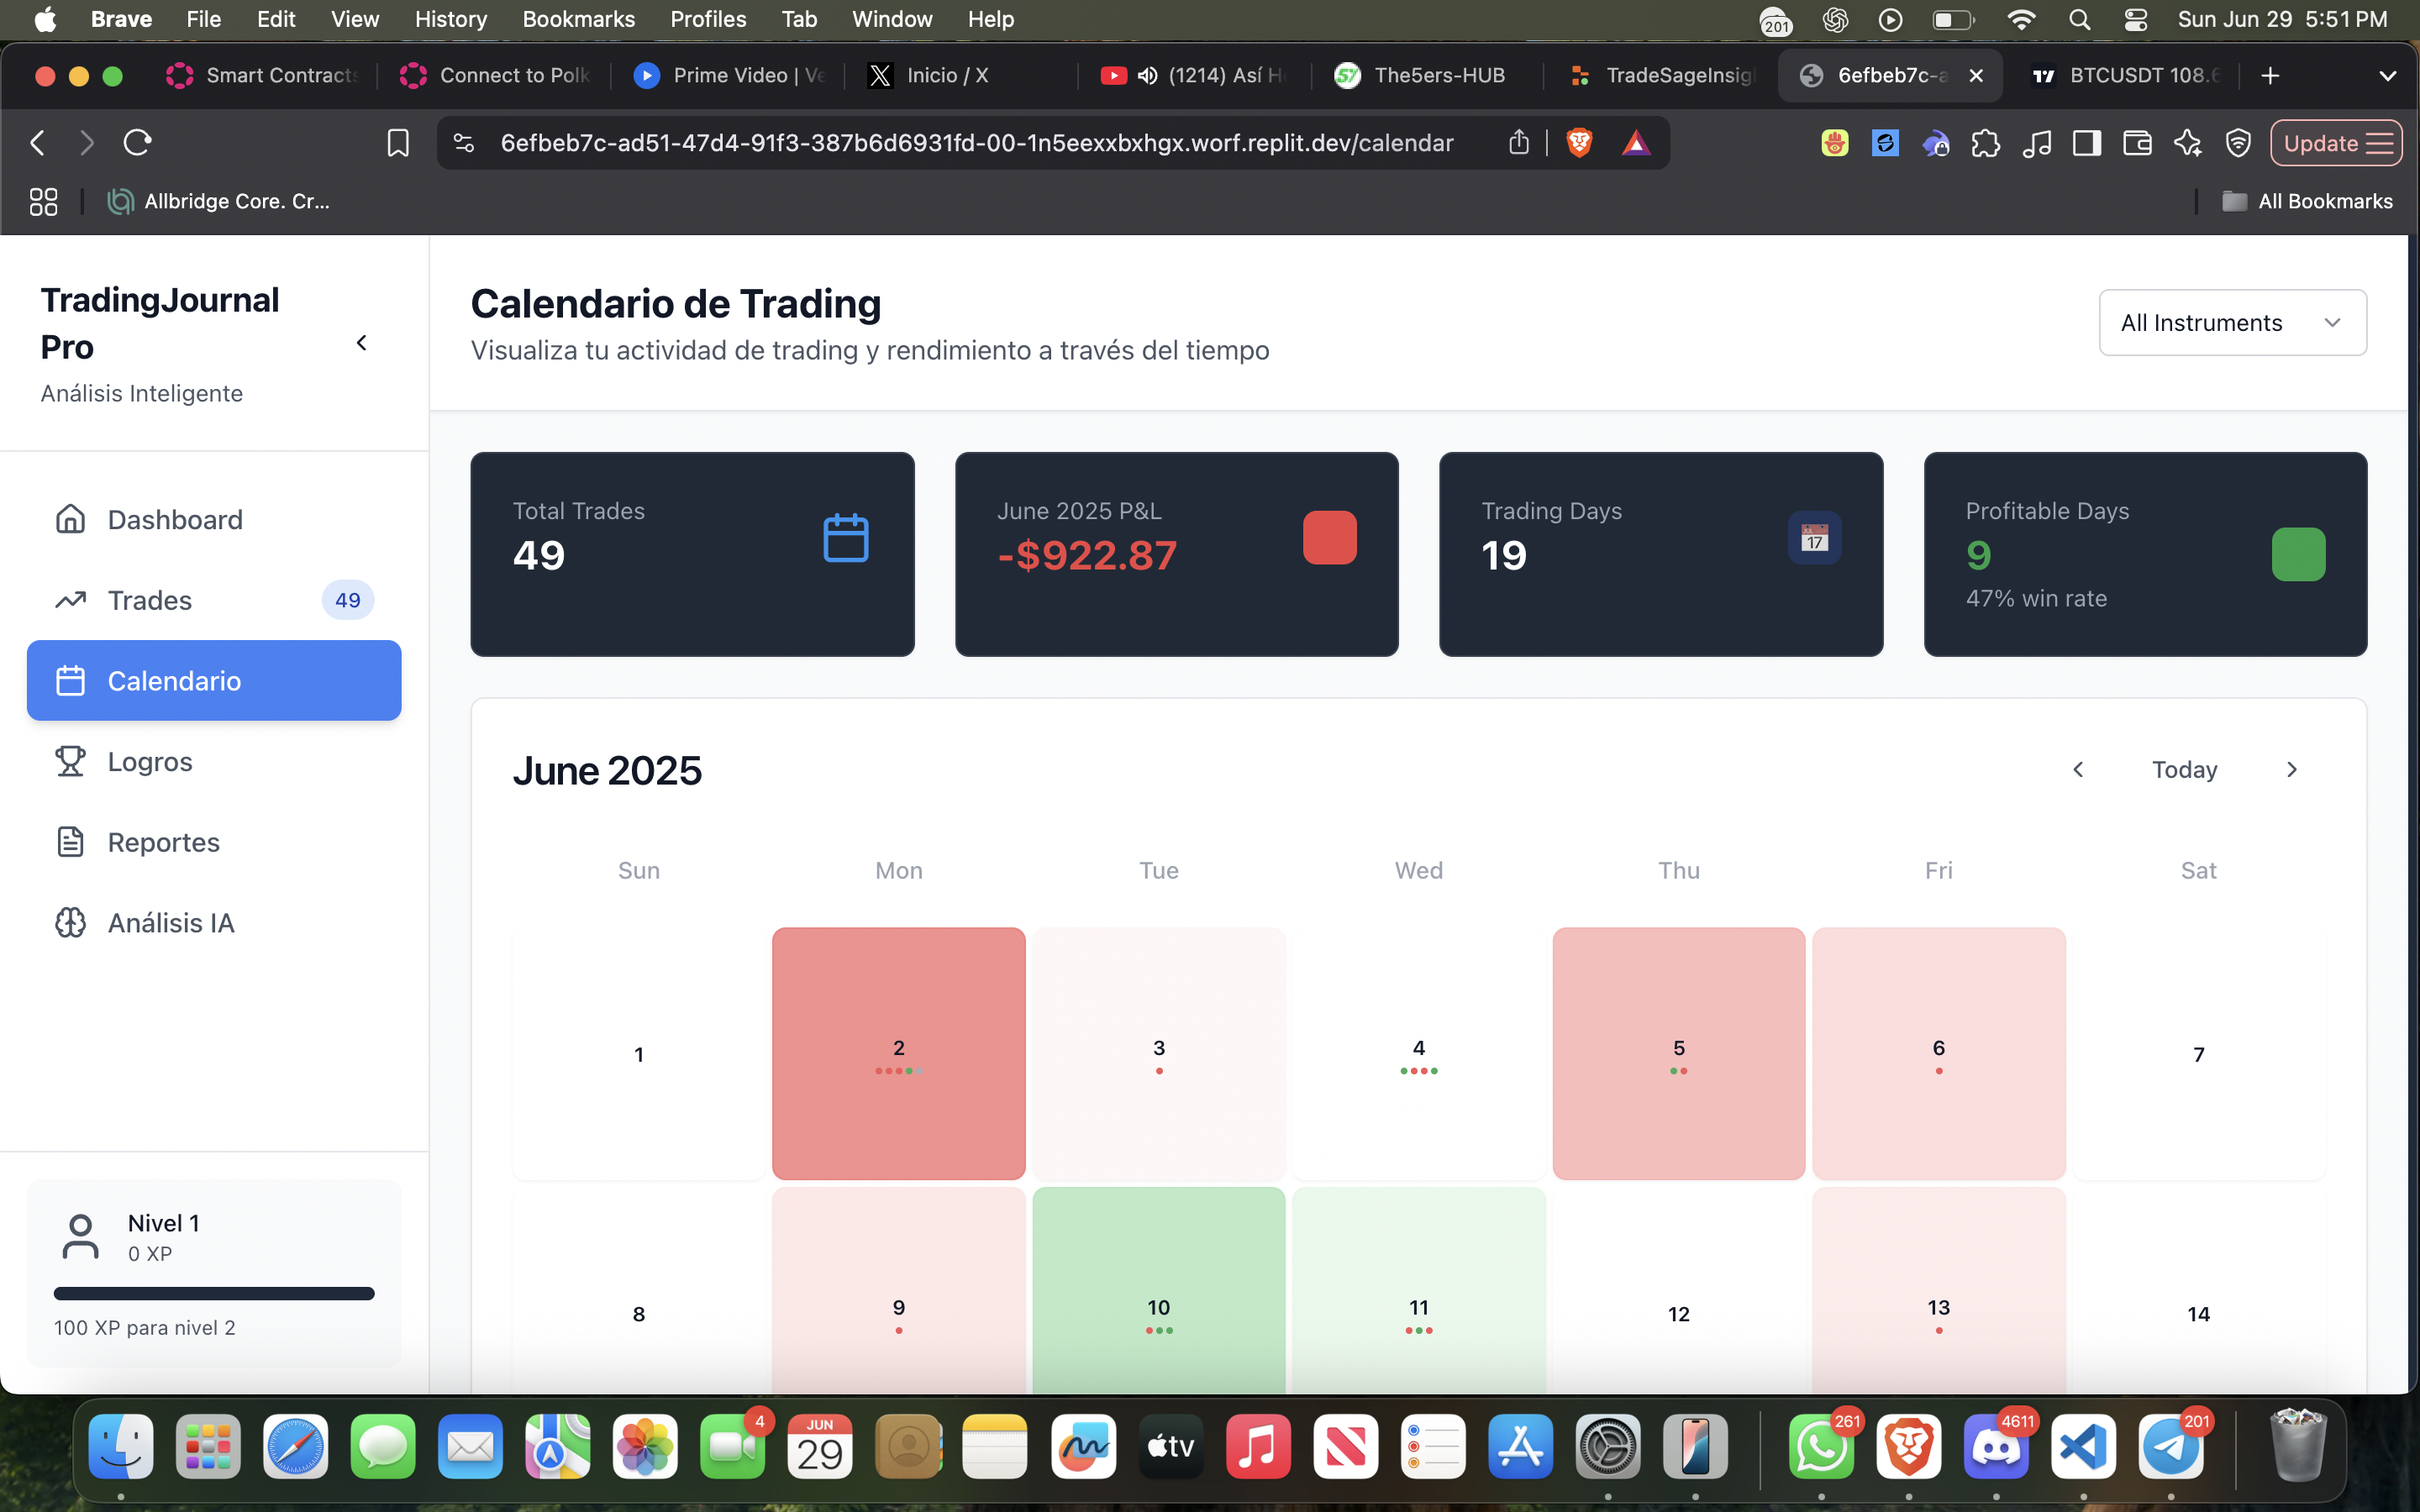 Brave File Edit View History Bookmarks Profiles Tab Window Help
201
Sun Jun 29 5:51 PM
Smart Contracts
Connect to Polk
Prime Video | Ve
Inicio / X
(1214) Así H
The5ers-HUB
TradeSageInsigh
6efbeb7c-a
BTCUSDT 108.6
6efbeb7c-ad51-47d4-91f3-387b6d6931fd-00-1n5eexxbxhgx.worf.replit.dev/calendar
Update
Allbridge Core. Cr...
All Bookmarks
TradingJournal
Pro
Análisis Inteligente
Dashboard
Trades 49
Calendario
Logros
Reportes
Análisis IA
Nivel 1
0 XP
100 XP para nivel 2
Calendario de Trading
Visualiza tu actividad de trading y rendimiento a través del tiempo
All Instruments
Total Trades
49
June 2025 P&L
-$922.87
Trading Days
19
17
Profitable Days
9
47% win rate
June 2025
Today
Sun Mon Tue Wed Thu Fri Sat
1 2 3 4 5 6 7
8 9 10 11 12 13 14
4
JUN
29
tv
261
4611
201